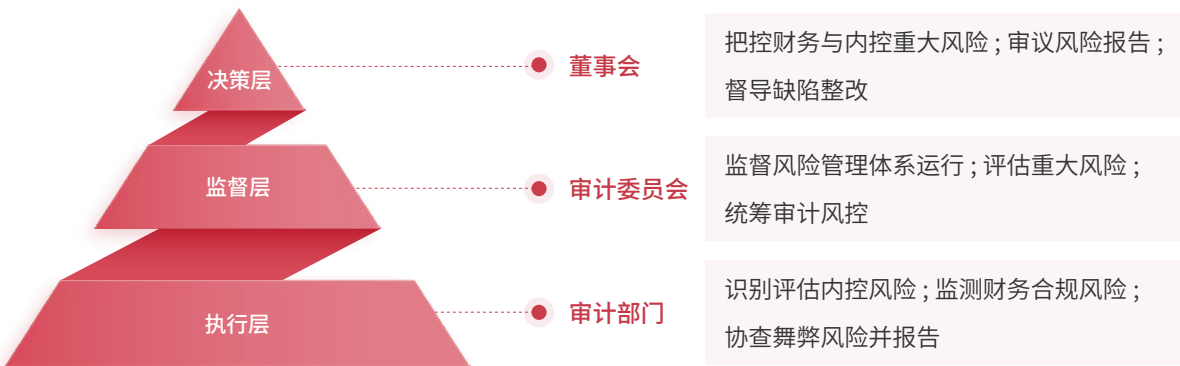 决策层
董事会
把控财务与内控重大风险 ; 审议风险报告 ;
督导缺陷整改
监督层
审计委员会
监督风险管理体系运行 ; 评估重大风险 ;
统筹审计风控
执行层
审计部门
识别评估内控风险 ; 监测财务合规风险 ;
协查舞弊风险并报告